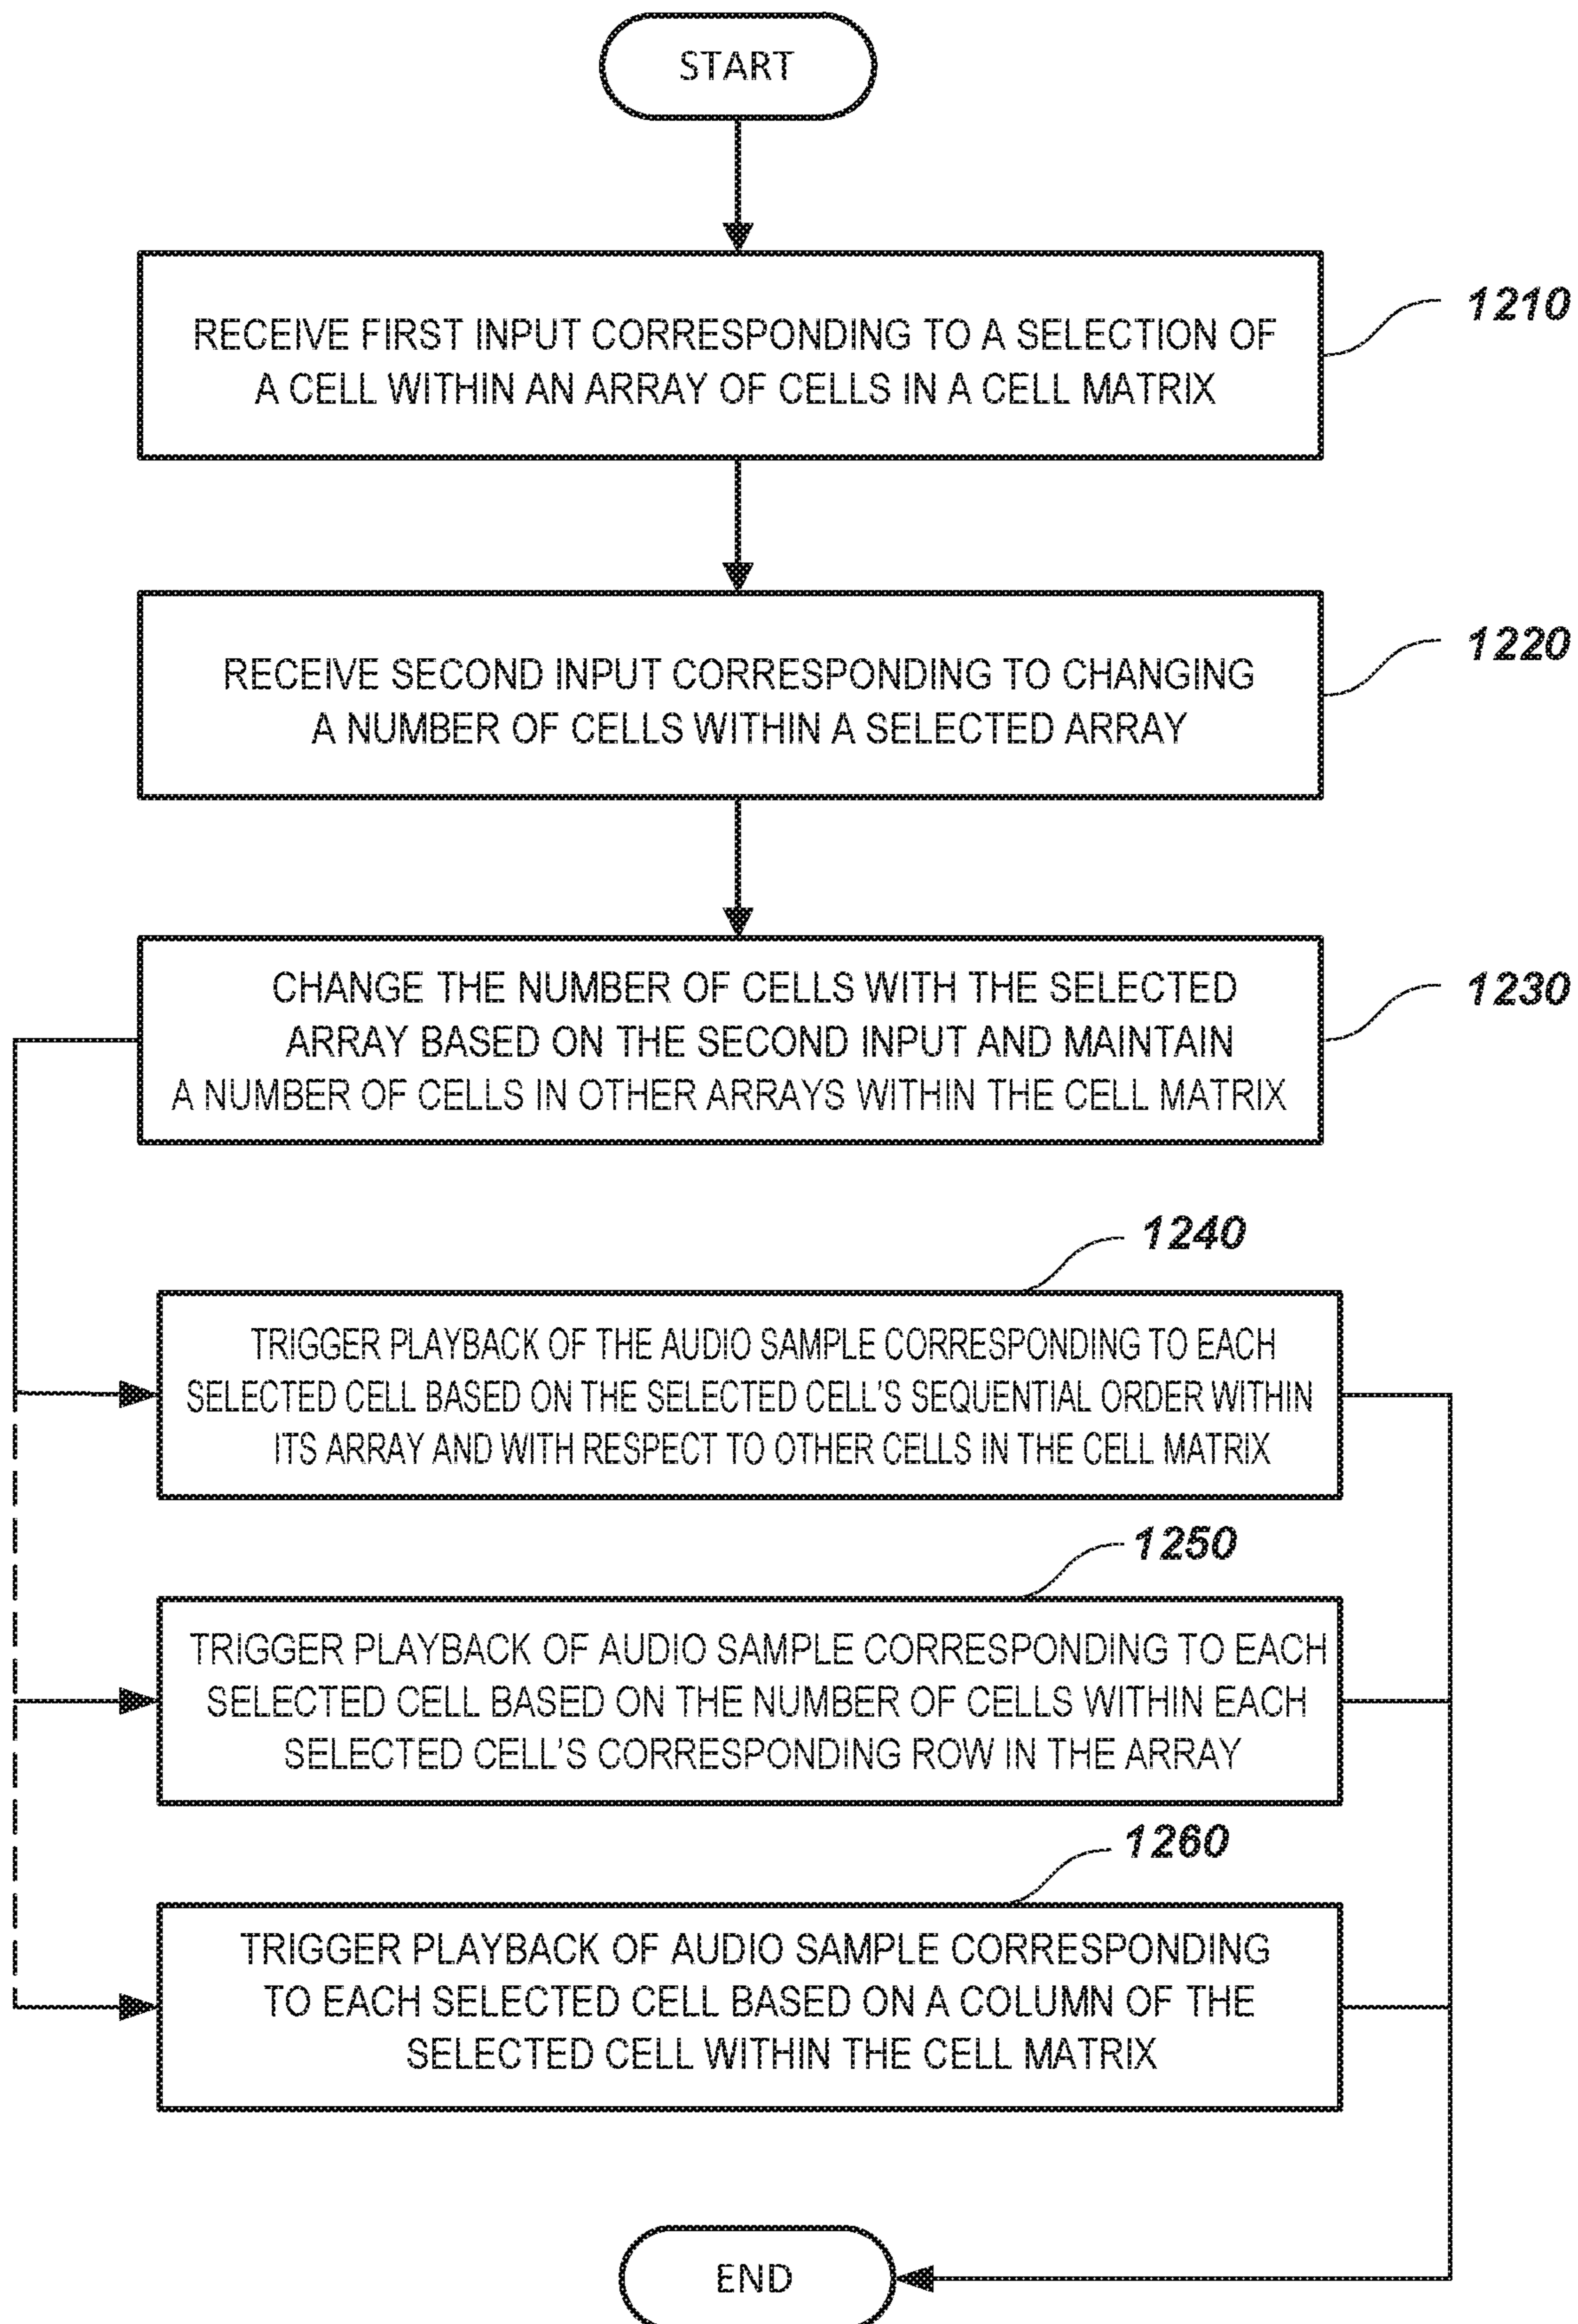 START
RECEIVE FIRST INPUT CORRESPONDING TO A SELECTION OF
A CELL WITHIN AN ARRAY OF CELLS IN A CELL MATRIX
1210
RECEIVE SECOND INPUT CORRESPONDING TO CHANGING
A NUMBER OF CELLS WITHIN A SELECTED ARRAY
1220
CHANGE THE NUMBER OF CELLS WITH THE SELECTED
ARRAY BASED ON THE SECOND INPUT AND MAINTAIN
A NUMBER OF CELLS IN OTHER ARRAYS WITHIN THE CELL MATRIX
1230
1240
TRIGGER PLAYBACK OF THE AUDIO SAMPLE CORRESPONDING TO EACH
SELECTED CELL BASED ON THE SELECTED CELL'S SEQUENTIAL ORDER WITHIN
ITS ARRAY AND WITH RESPECT TO OTHER CELLS IN THE CELL MATRIX
1250
TRIGGER PLAYBACK OF AUDIO SAMPLE CORRESPONDING TO EACH
SELECTED CELL BASED ON THE NUMBER OF CELLS WITHIN EACH
SELECTED CELL'S CORRESPONDING ROW IN THE ARRAY
1260
TRIGGER PLAYBACK OF AUDIO SAMPLE CORRESPONDING
TO EACH SELECTED CELL BASED ON A COLUMN OF THE
SELECTED CELL WITHIN THE CELL MATRIX
END